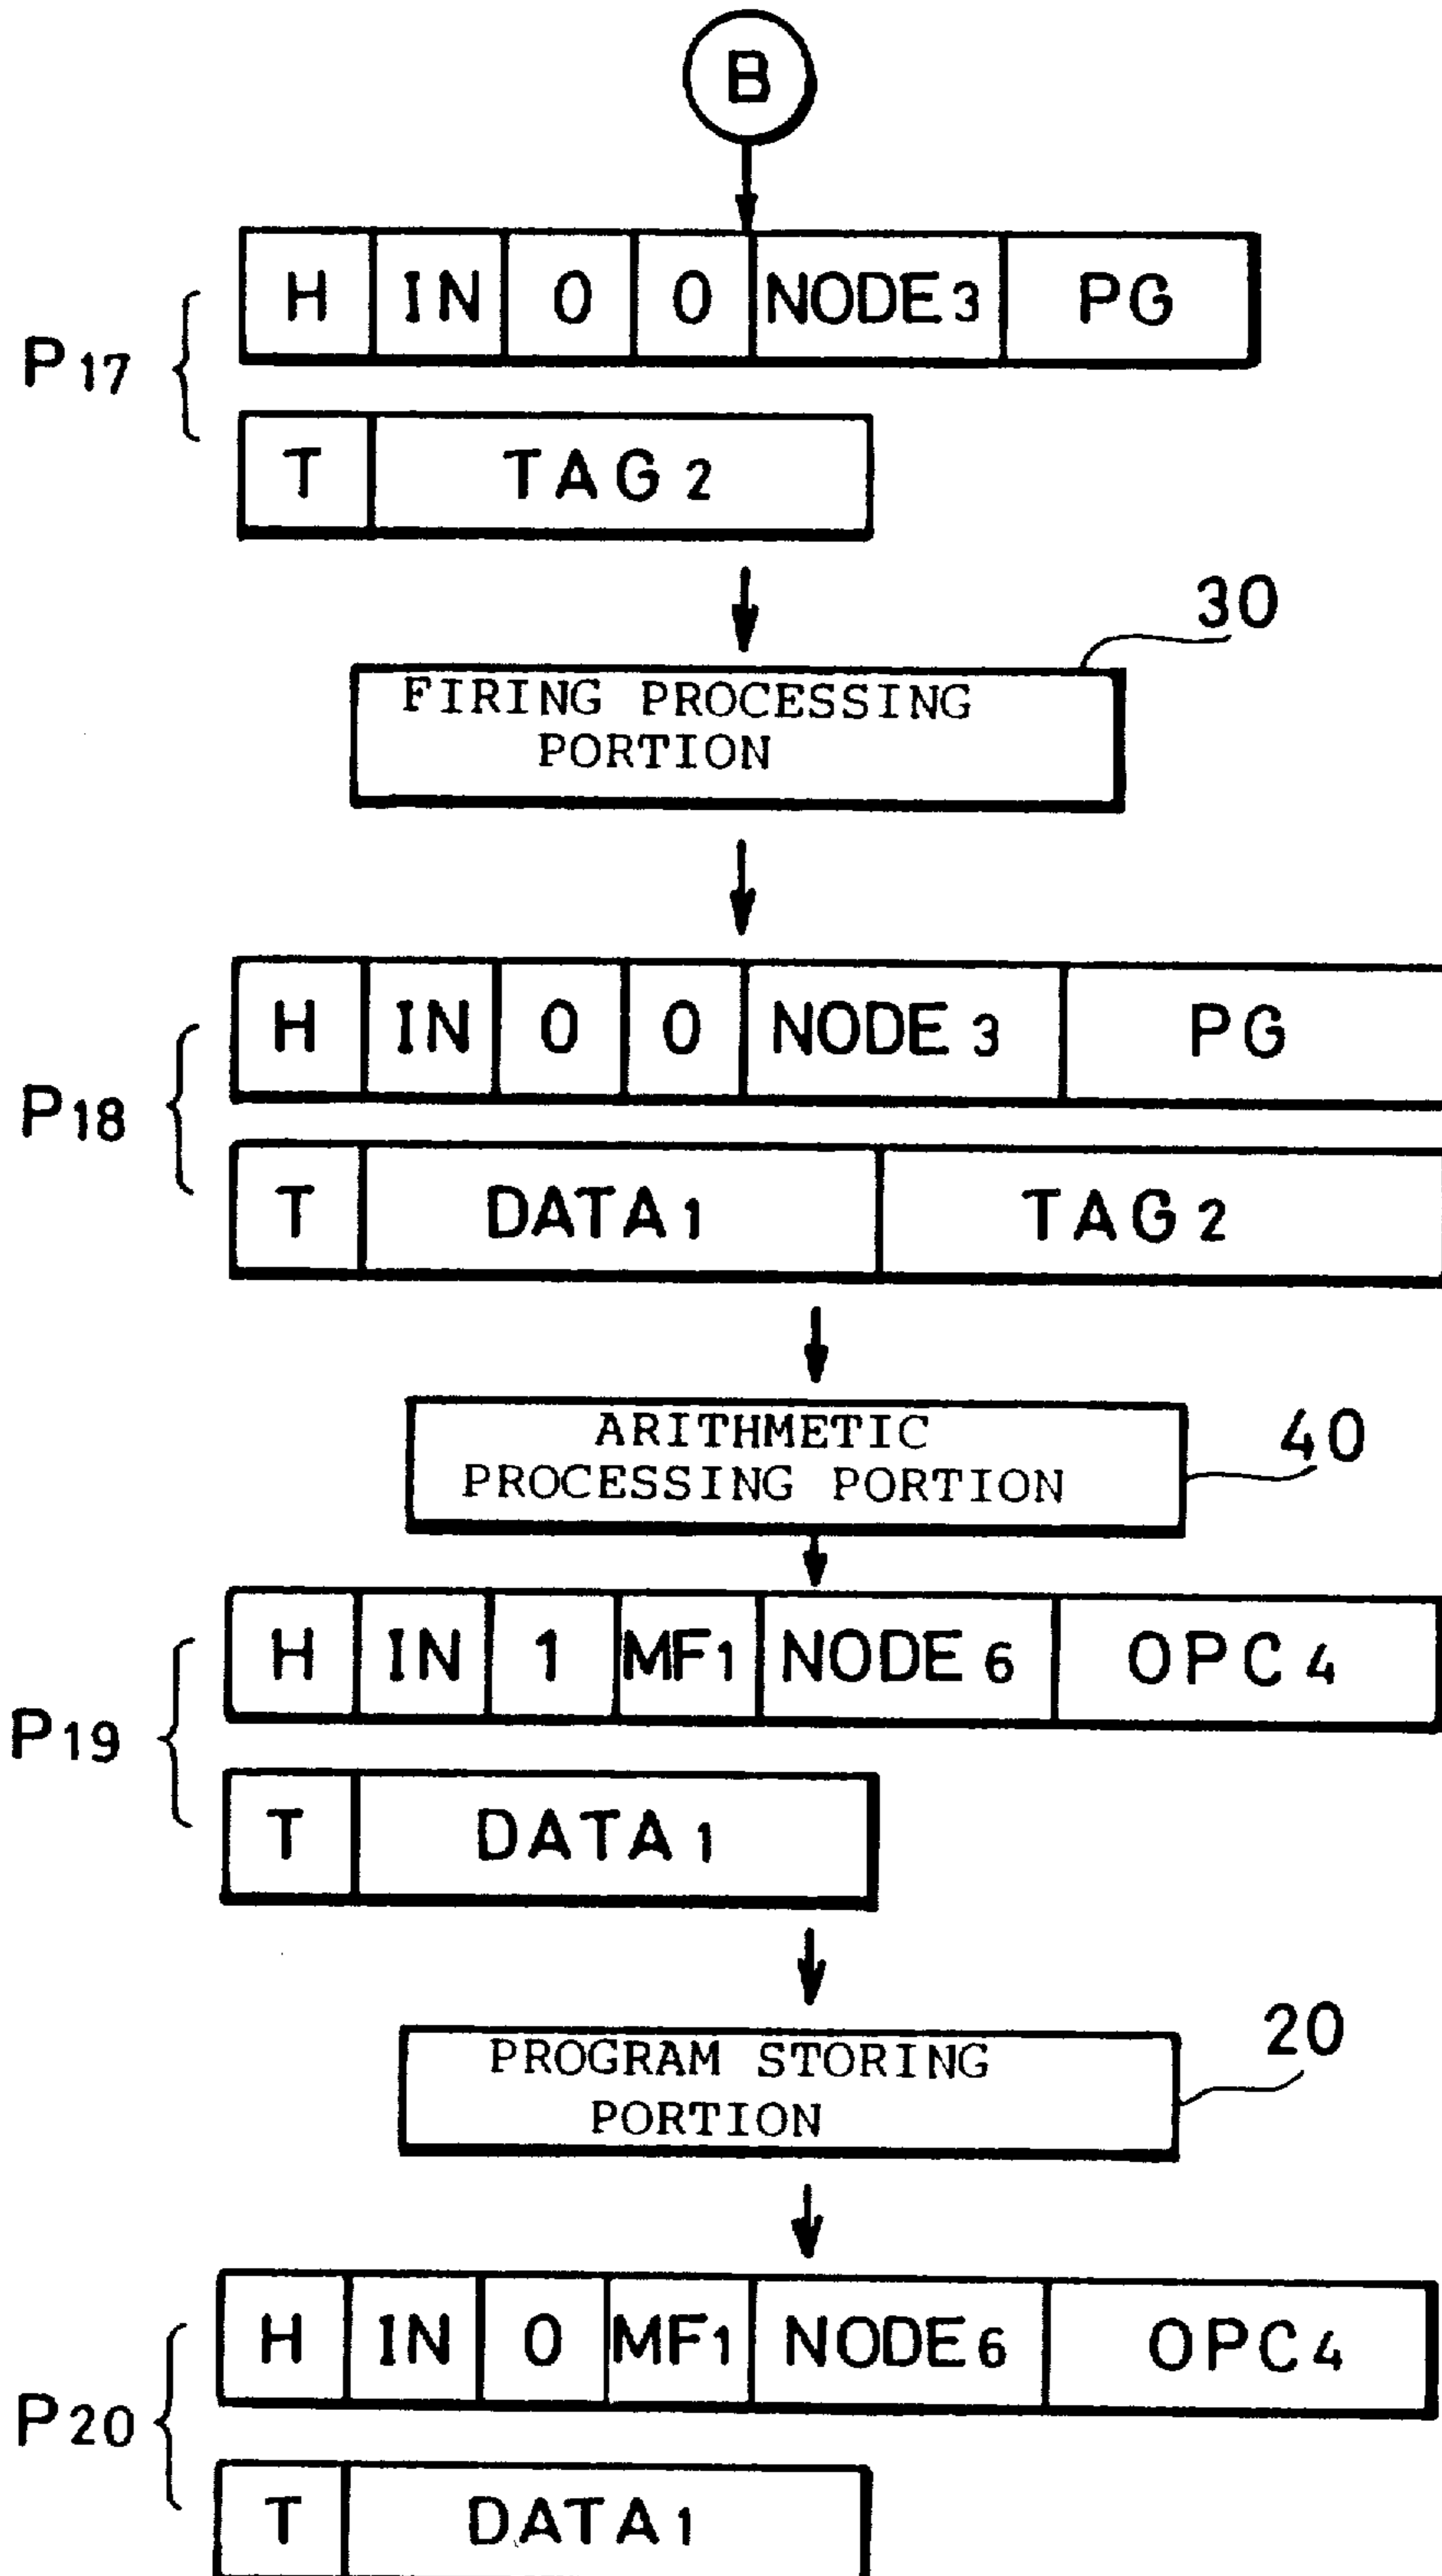 B
H IN 0 0 NODE3 PG
P17
T TAG2
30
FIRING PROCESSING
PORTION
H IN 0 0 NODE3 PG
P18
T DATA1 TAG2
ARITHMETIC
PROCESSING PORTION
40
H IN 1 MF1 NODE6 OPC4
P19
T DATA1
20
PROGRAM STORING
PORTION
H IN 0 MF1 NODE6 OPC4
P20
T DATA1